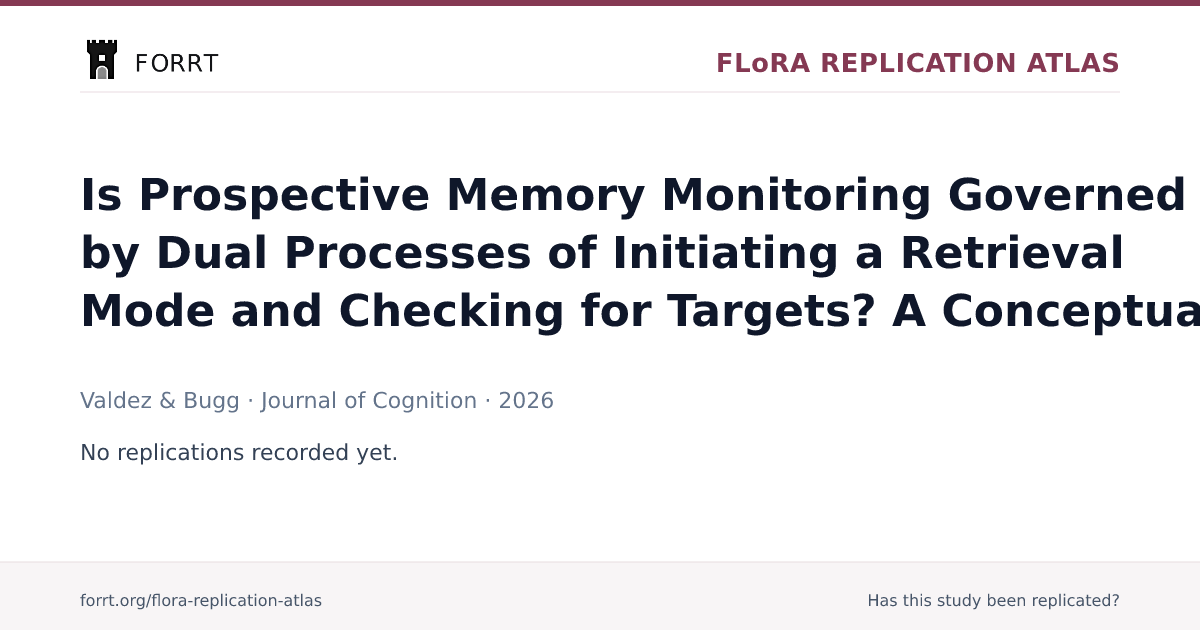 FORRT
FLoRA REPLICATION ATLAS
Is Prospective Memory Monitoring Governed
by Dual Processes of Initiating a Retrieval
Mode and Checking for Targets? A Conceptua
Valdez & Bugg · Journal of Cognition · 2026
No replications recorded yet.
forrt.org/flora-replication-atlas
Has this study been replicated?